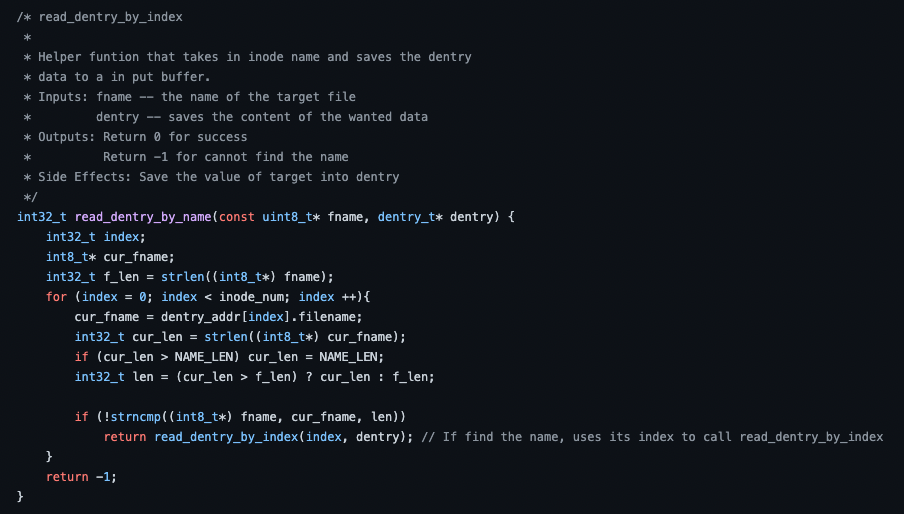 /* read_dentry_by_index
 *
 * Helper funtion that takes in inode name and saves the dentry
 * data to a in put buffer.
 * Inputs: fname -- the name of the target file
 *         dentry -- saves the content of the wanted data
 * Outputs: Return 0 for success
 *          Return -1 for cannot find the name
 * Side Effects: Save the value of target into dentry
 */
int32_t read_dentry_by_name(const uint8_t* fname, dentry_t* dentry) {
    int32_t index;
    int8_t* cur_fname;
    int32_t f_len = strlen((int8_t*) fname);
    for (index = 0; index < inode_num; index ++){
        cur_fname = dentry_addr[index].filename;
        int32_t cur_len = strlen((int8_t*) cur_fname);
        if (cur_len > NAME_LEN) cur_len = NAME_LEN;
        int32_t len = (cur_len > f_len) ? cur_len : f_len;

        if (!strncmp((int8_t*) fname, cur_fname, len))
            return read_dentry_by_index(index, dentry); // If find the name, uses its index to call read_dentry_by_index
    }
    return -1;
}